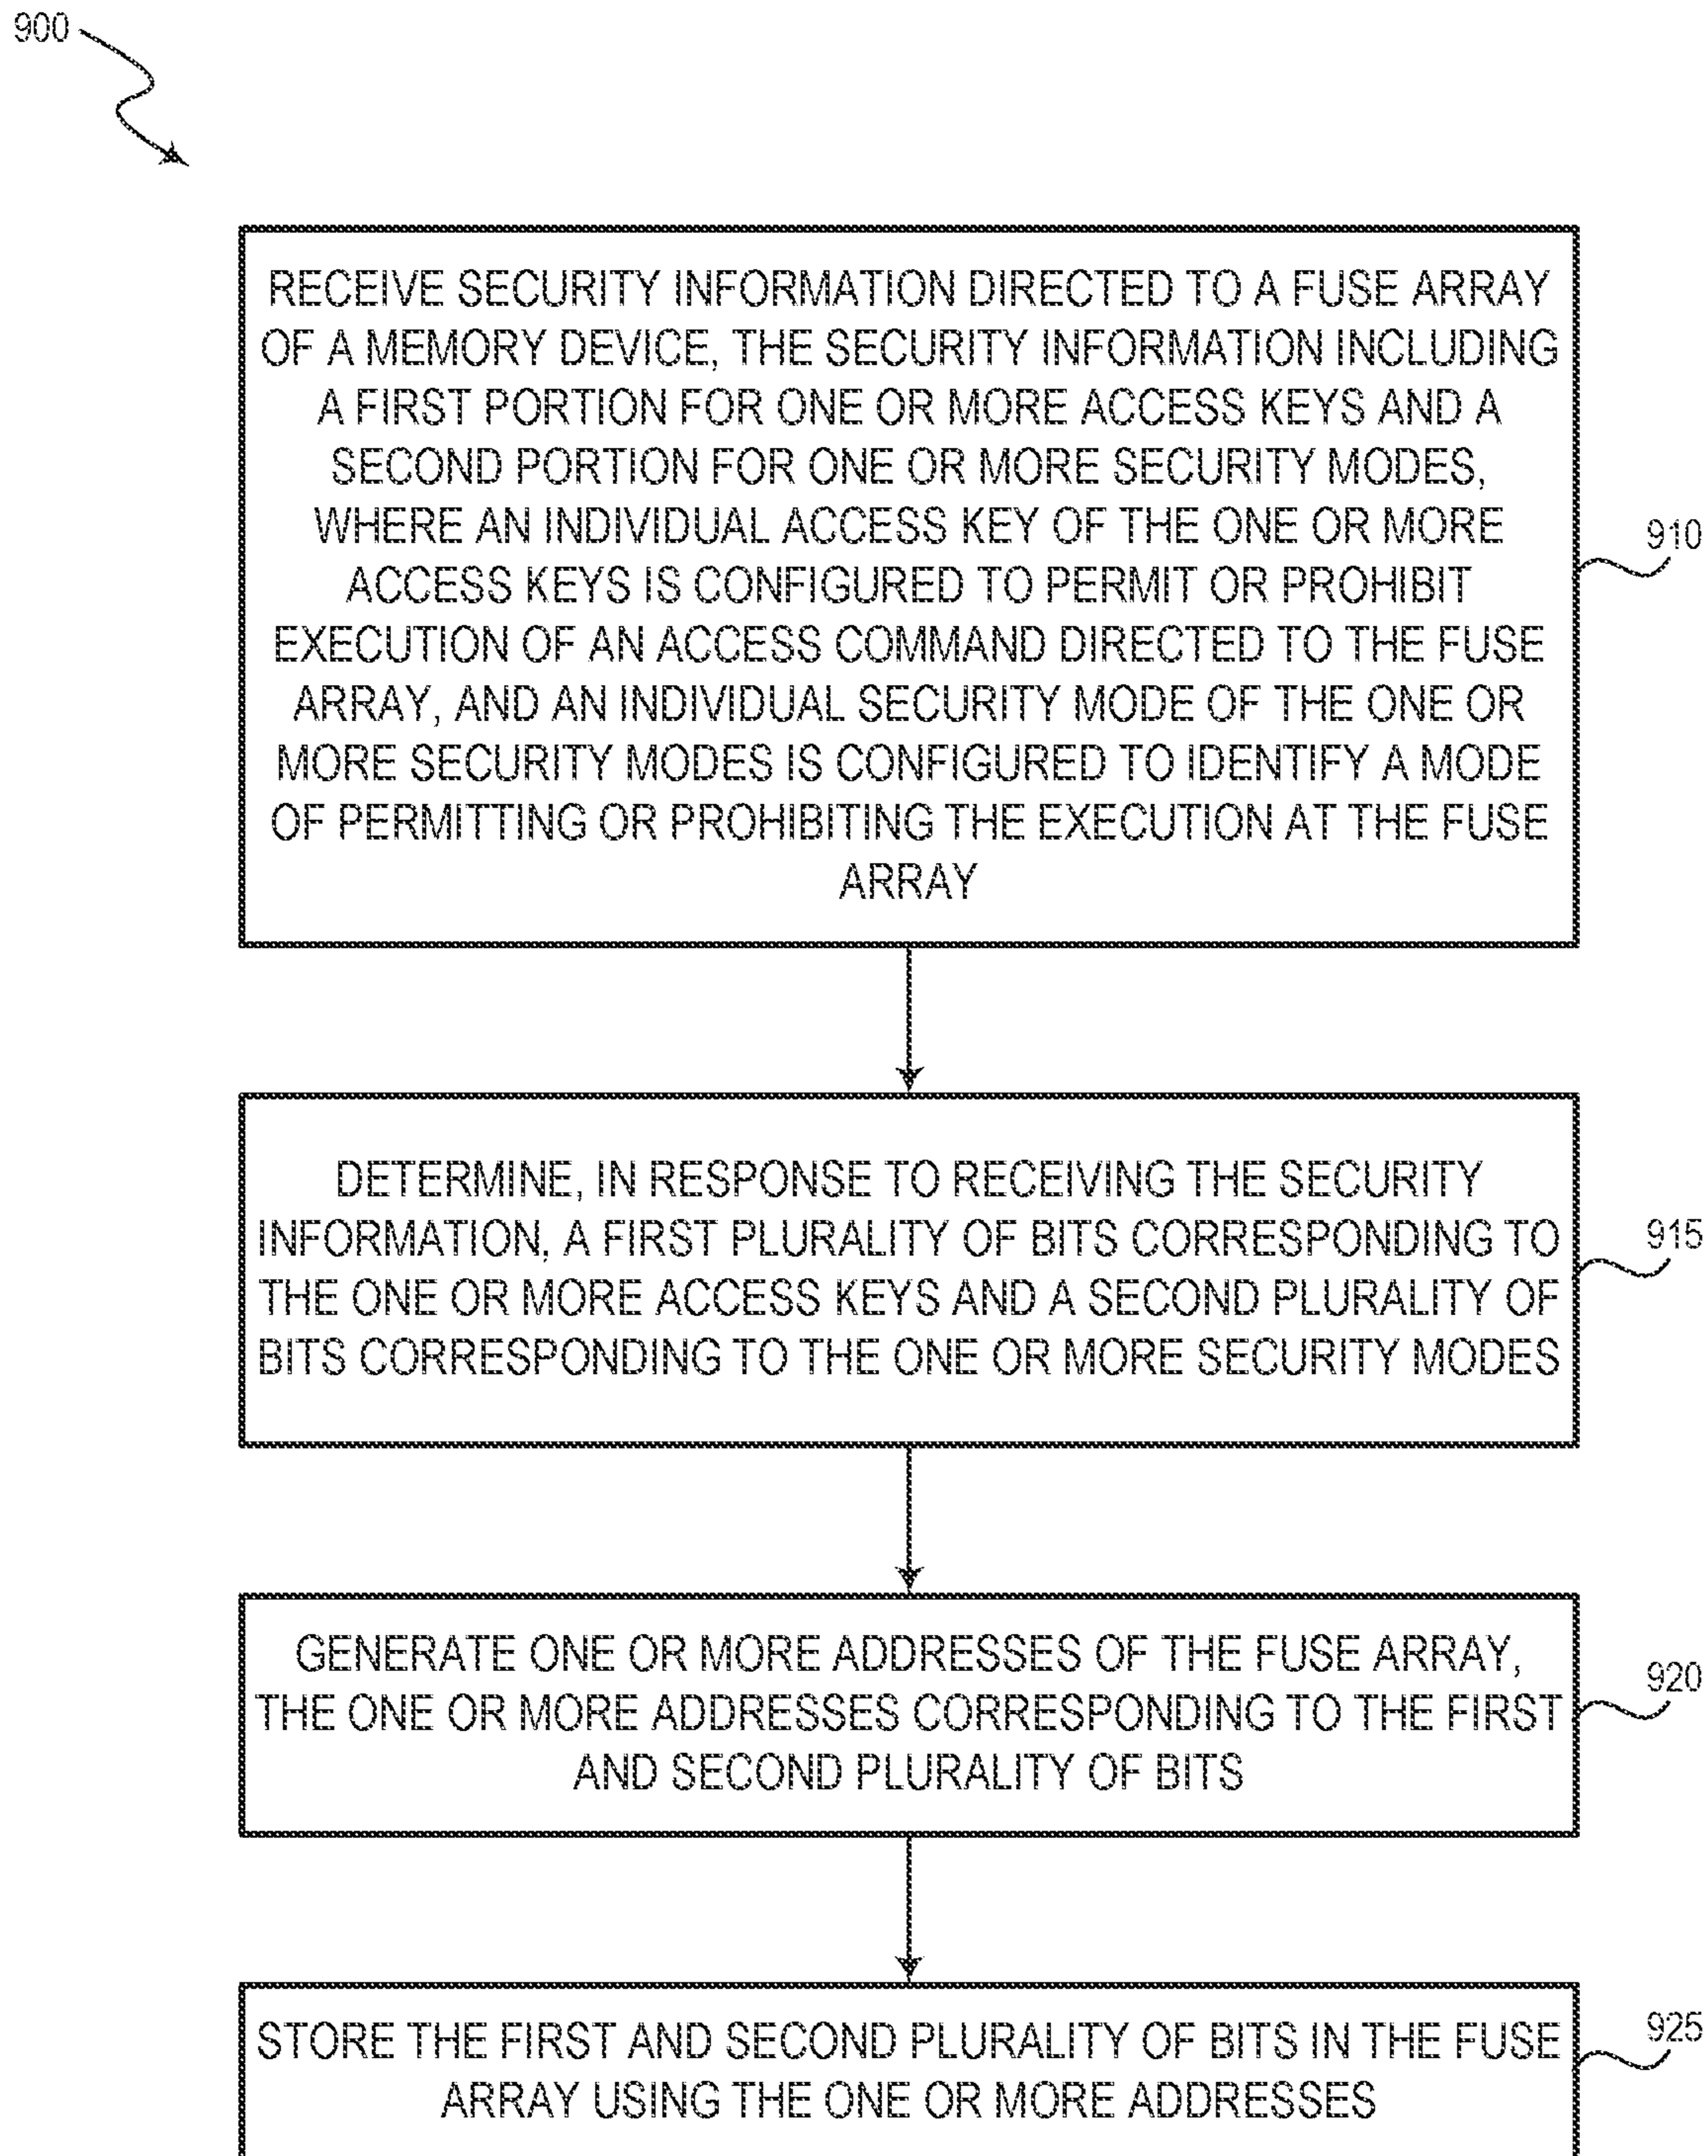 900
RECEIVE SECURITY INFORMATION DIRECTED TO A FUSE ARRAY
OF A MEMORY DEVICE, THE SECURITY INFORMATION INCLUDING
A FIRST PORTION FOR ONE OR MORE ACCESS KEYS AND A
SECOND PORTION FOR ONE OR MORE SECURITY MODES,
WHERE AN INDIVIDUAL ACCESS KEY OF THE ONE OR MORE
ACCESS KEYS IS CONFIGURED TO PERMIT OR PROHIBIT
EXECUTION OF AN ACCESS COMMAND DIRECTED TO THE FUSE
ARRAY, AND AN INDIVIDUAL SECURITY MODE OF THE ONE OR
MORE SECURITY MODES IS CONFIGURED TO IDENTIFY A MODE
OF PERMITTING OR PROHIBITING THE EXECUTION AT THE FUSE
ARRAY
910
DETERMINE, IN RESPONSE TO RECEIVING THE SECURITY
INFORMATION, A FIRST PLURALITY OF BITS CORRESPONDING TO
THE ONE OR MORE ACCESS KEYS AND A SECOND PLURALITY OF
BITS CORRESPONDING TO THE ONE OR MORE SECURITY MODES
915
GENERATE ONE OR MORE ADDRESSES OF THE FUSE ARRAY,
THE ONE OR MORE ADDRESSES CORRESPONDING TO THE FIRST
AND SECOND PLURALITY OF BITS
920
STORE THE FIRST AND SECOND PLURALITY OF BITS IN THE FUSE
ARRAY USING THE ONE OR MORE ADDRESSES
925